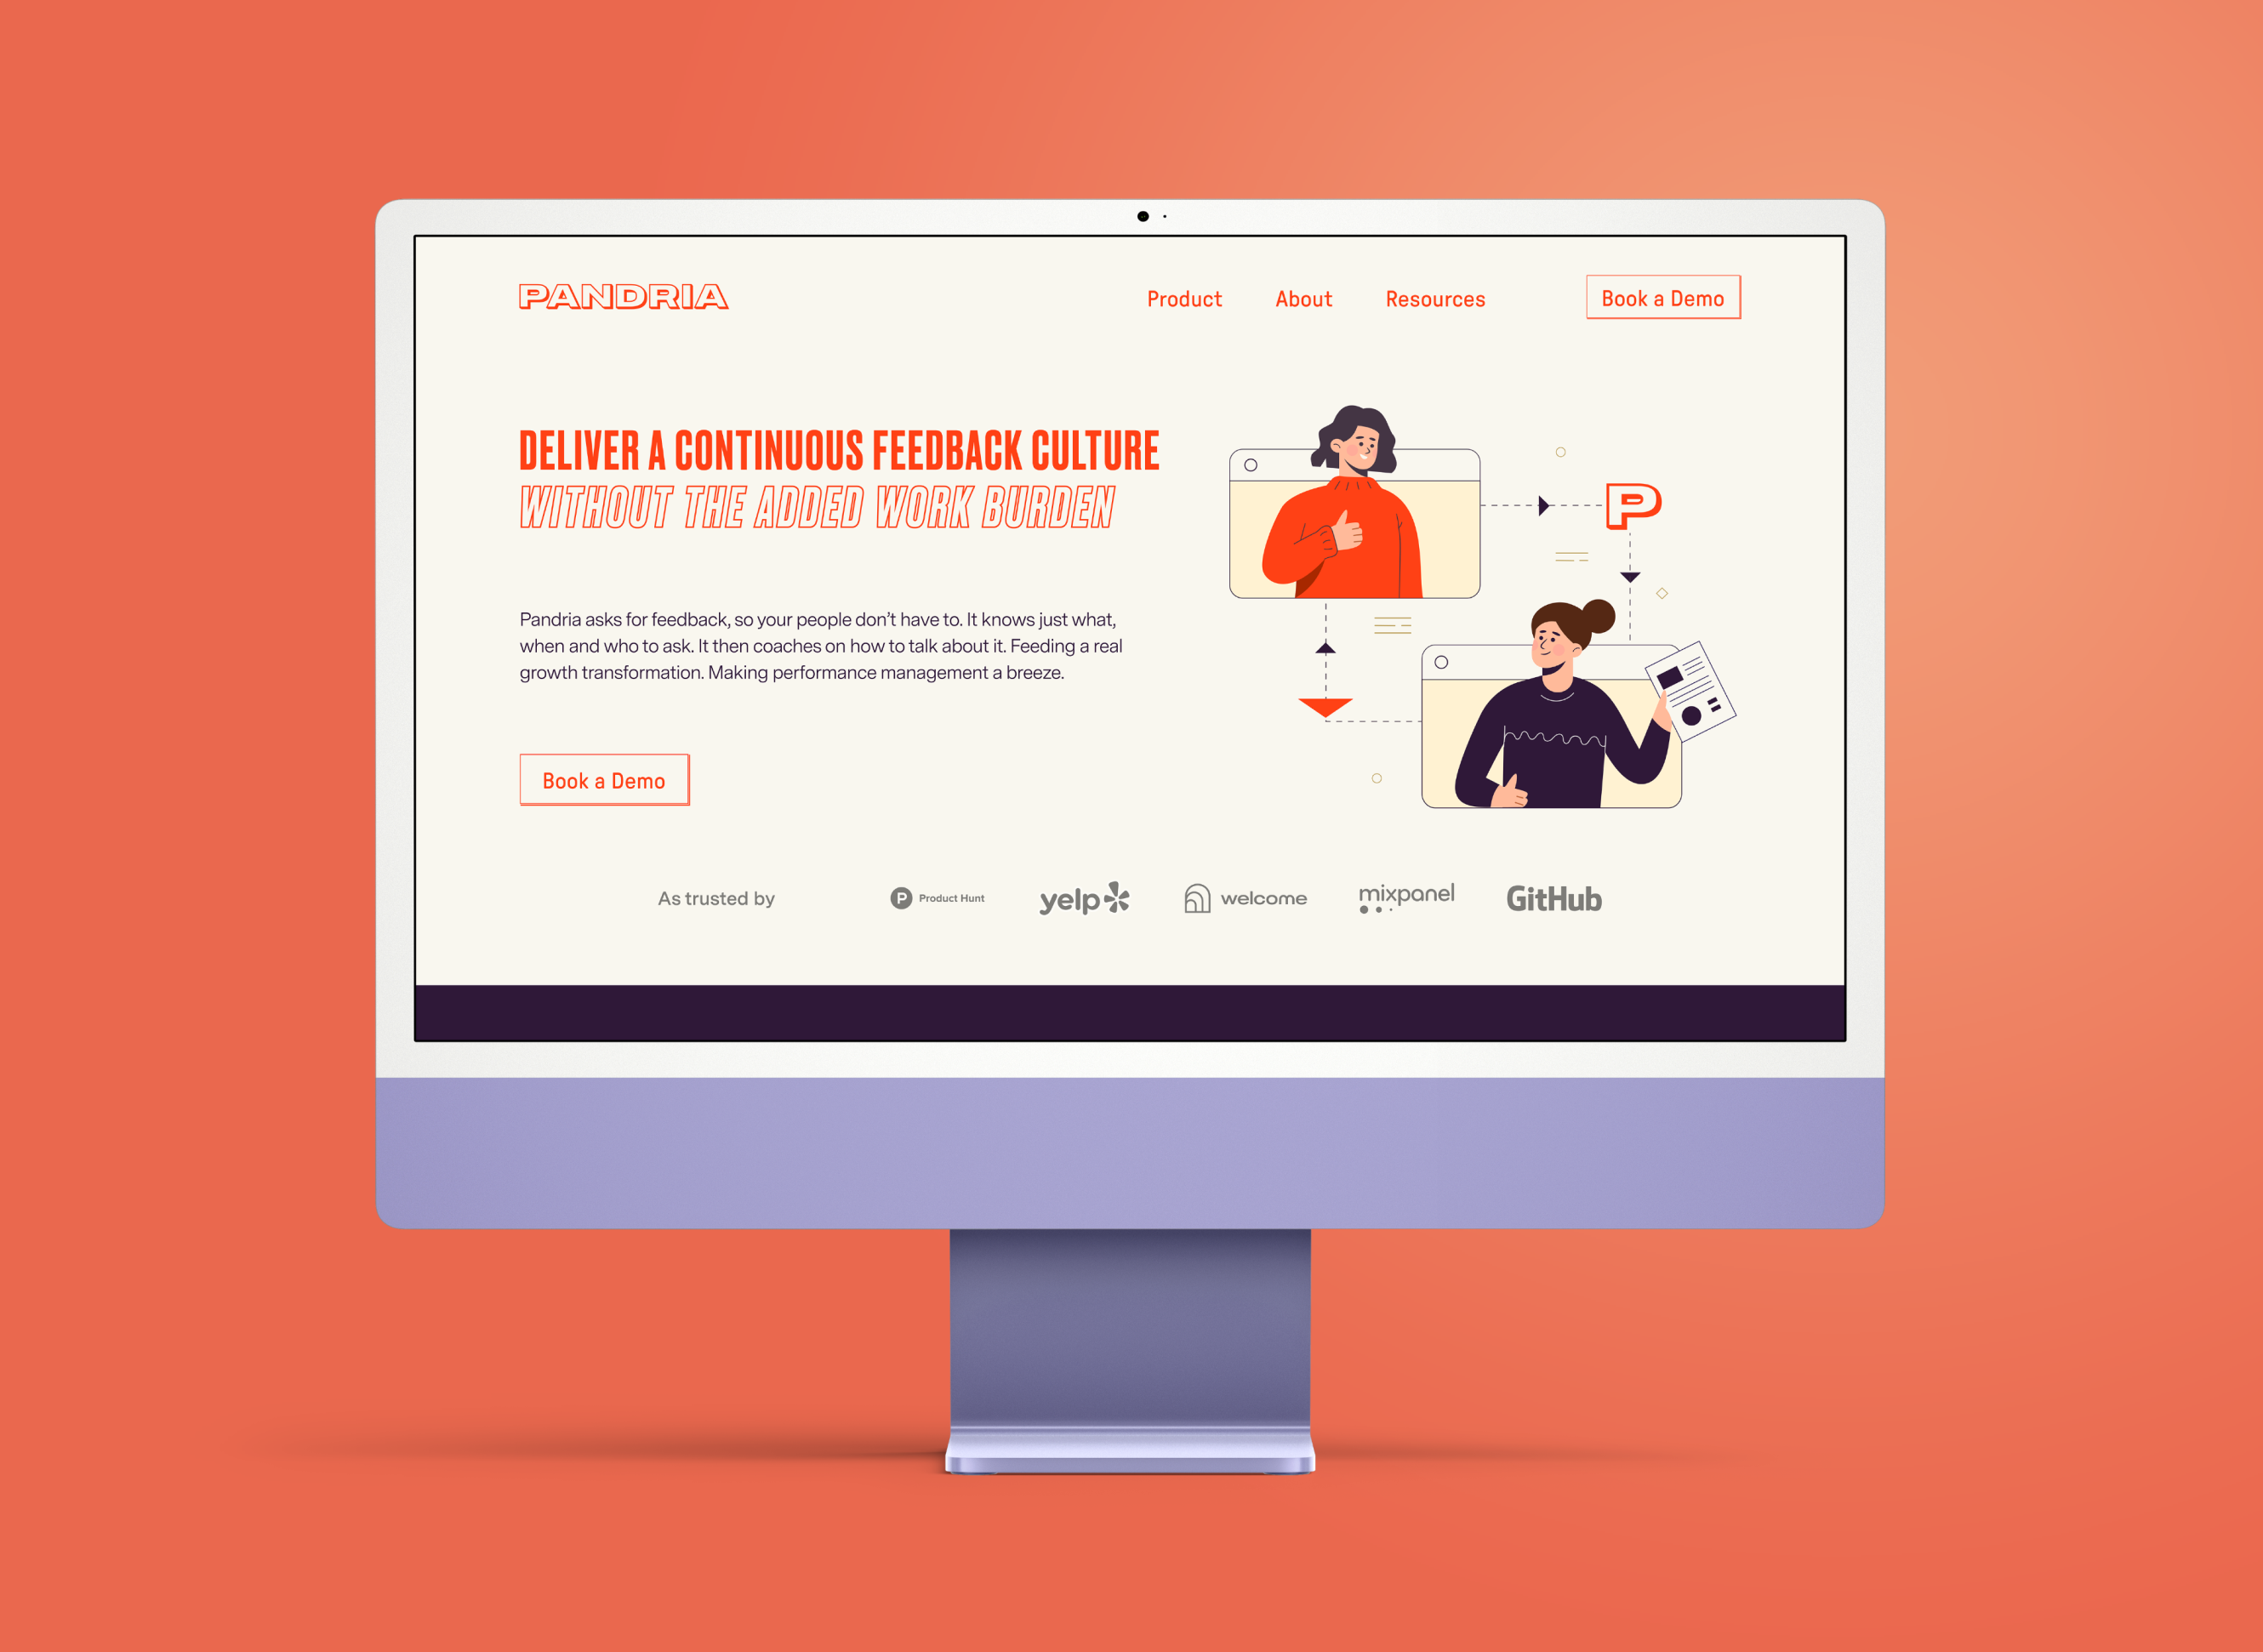 PANDRIA
Product
About
Resources
Book a Demo
DELIVER A CONTINUOUS FEEDBACK CULTURE
WITHOUT THE ADDED WORK BURDEN
P
Pandria asks for feedback, so your people don’t have to. It knows just what,
when and who to ask. It then coaches on how to talk about it. Feeding a real
growth transformation. Making performance management a breeze.
Book a Demo
As trusted by
P Product Hunt
yelp
welcome
mixpanel
GitHub